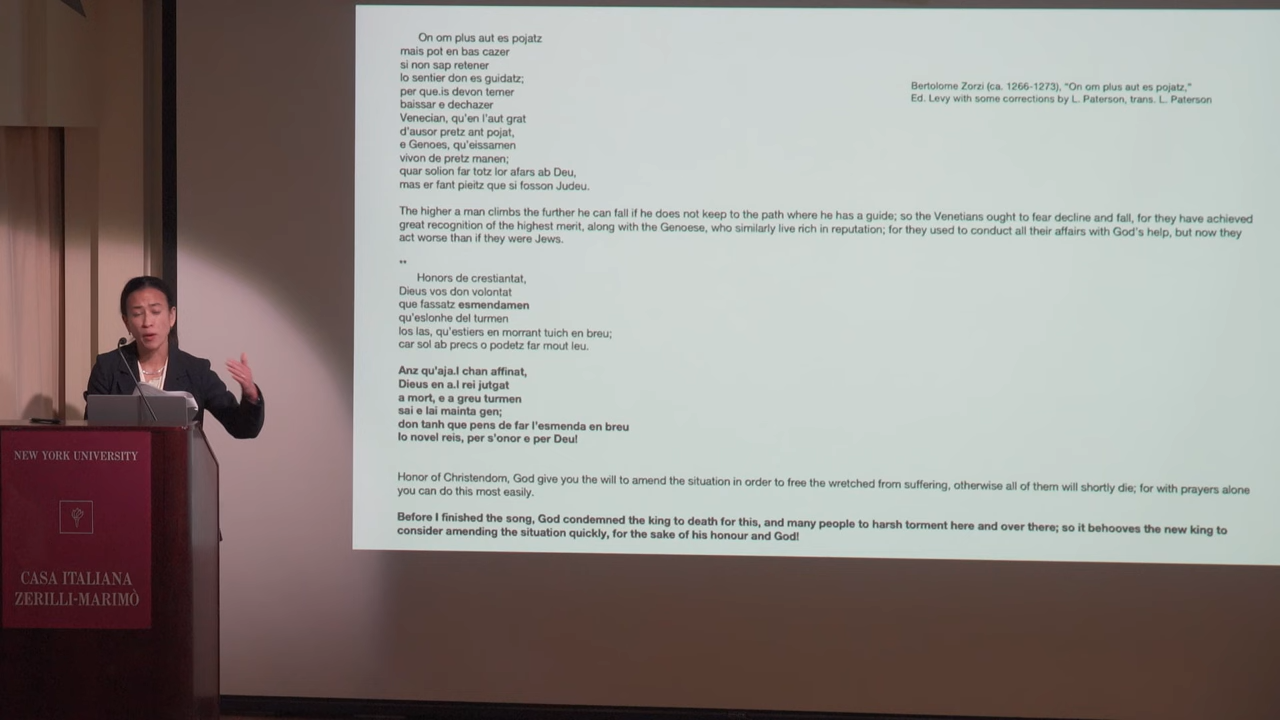 On om plus aut es pojatz
mais pot en bas cazer
si non sap retener
lo sentier don es guidatz;
per que.is devon temer
baissar e dechazer
Venecian, qu'en l'aut grat
d'ausor pretz ant pojat,
e Genoes, qu'eissamen
vivon de pretz manen;
quar solion far totz lor afars ab Deu,
mas er fant pieitz que si fosson Judeu.
Bertolome Zorzi (ca. 1266-1273), "On om plus aut es pojatz,"
Ed. Levy with some corrections by L. Paterson, trans. L. Paterson
The higher a man climbs the further he can fall if he does not keep to the path where he has a guide; so the Venetians ought to fear decline and fall, for they have achieved
great recognition of the highest merit, along with the Genoese, who similarly live rich in reputation; for they used to conduct all their affairs with God's help, but now they
act worse than if they were Jews.
**
Honors de crestiantat,
Dieus vos don volontat
que fassatz esmendamen
qu'eslonhe del turmen
los las, qu'estiers en morrant tuich en breu;
car sol ab precs o podetz far mout leu.
Anz qu'aja.l chan affinat,
Dieus en a.l rei jutgat
a mort, e a greu turmen
sai e lai mainta gen;
don tanh que pens de far l'esmenda en breu
lo novel reis, per s'onor e per Deu!
Honor of Christendom, God give you the will to amend the situation in order to free the wretched from suffering, otherwise all of them will shortly die; for with prayers alone
you can do this most easily.
Before I finished the song, God condemned the king to death for this, and many people to harsh torment here and over there; so it behooves the new king to
consider amending the situation quickly, for the sake of his honour and God!
NEW YORK UNIVERSITY
CASA ITALIANA
ZERILLI-MARIMÒ